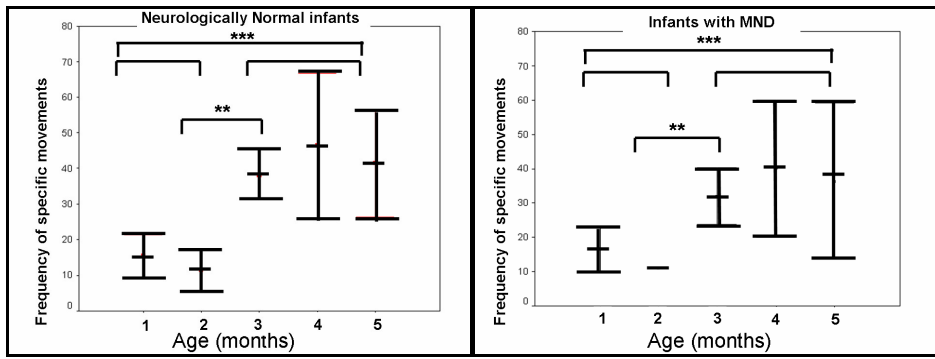 Neurologically Normal infants
Frequency of specific movements
80
70
60
50
40
30
20
10
0
***
**
1 2 3 4 5
Age (months)
Infants with MND
Frequency of specific movements
80
70
60
50
40
30
20
10
0
***
**
1 2 3 4 5
Age (months)